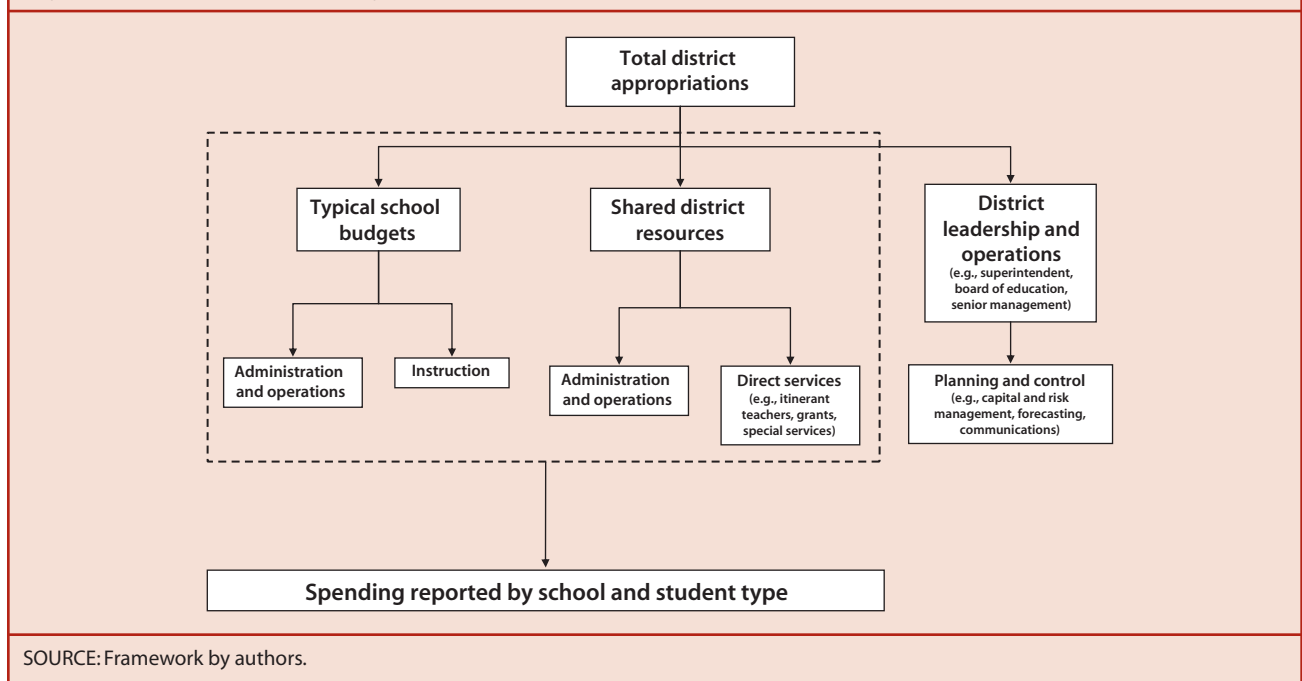 Total district
appropriations
Typical school
budgets
Shared district
resources
District
leadership and
operations
(e.g., superintendent,
board of education,
senior management)
Administration
and operations
Instruction
Administration
and operations
Direct services
(e.g., itinerant
teachers, grants,
special services)
Planning and control
(e.g., capital and risk
management, forecasting,
communications)
Spending reported by school and student type
SOURCE: Framework by authors.